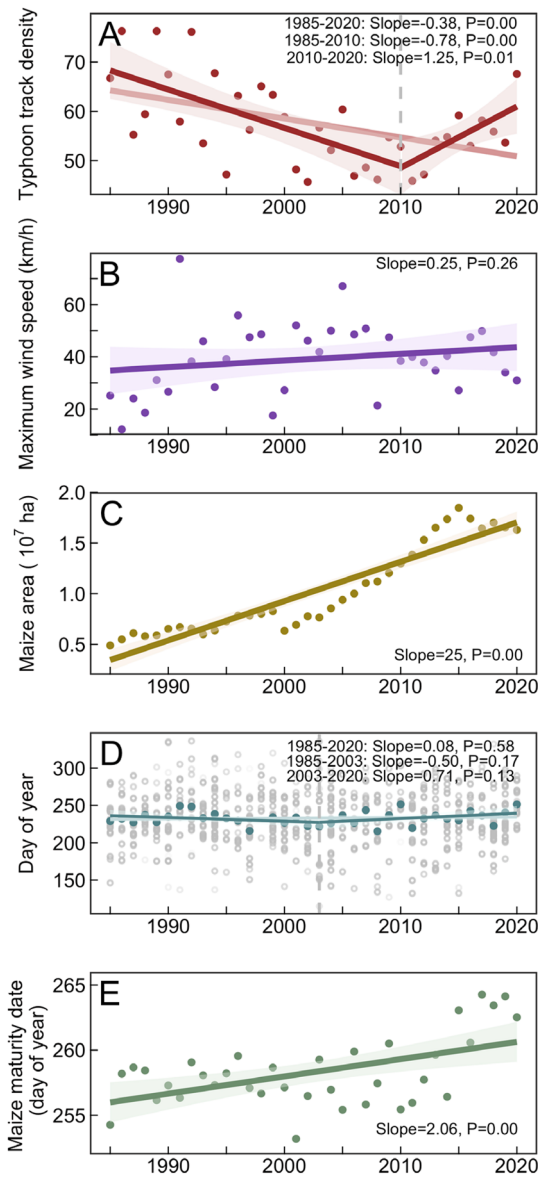 A
1985-2020: Slope=-0.38, P=0.00
1985-2010: Slope=-0.78, P=0.00
2010-2020: Slope=1.25, P=0.01
Typhoon track density
70
60
50
1990
2000
2010
2020
B
Slope=0.25, P=0.26
Maximum wind speed (km/h)
60
40
20
1990
2000
2010
2020
C
Maize area ( 10⁷ ha)
2.0
1.5
1.0
0.5
Slope=25, P=0.00
1990
2000
2010
2020
D
1985-2020: Slope=0.08, P=0.58
1985-2003: Slope=-0.50, P=0.17
2003-2020: Slope=0.71, P=0.13
Day of year
300
250
200
150
1990
2000
2010
2020
E
Maize maturity date
(day of year)
265
260
255
Slope=2.06, P=0.00
1990
2000
2010
2020